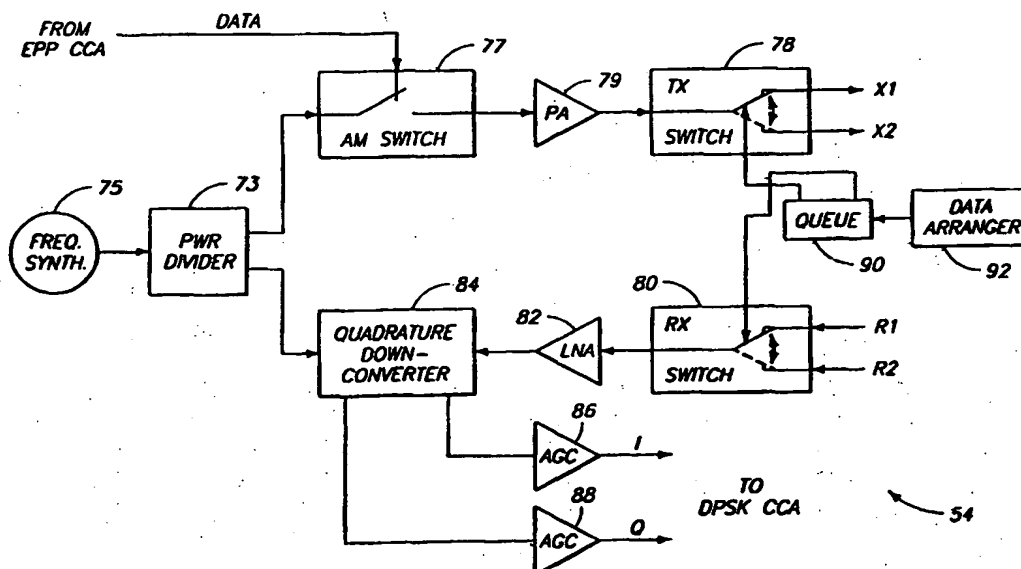 FROM
EPP CCA
DATA
77
AM SWITCH
79
PA
78
TX
SWITCH
X1
X2
75
FREQ.
SYNTH.
73
PWR
DIVIDER
QUEUE
90
DATA
ARRANGER
92
84
QUADRATURE
DOWN-
CONVERTER
82
LNA
80
RX
SWITCH
R1
R2
86
AGC
I
88
AGC
Q
TO
DPSK CCA
54